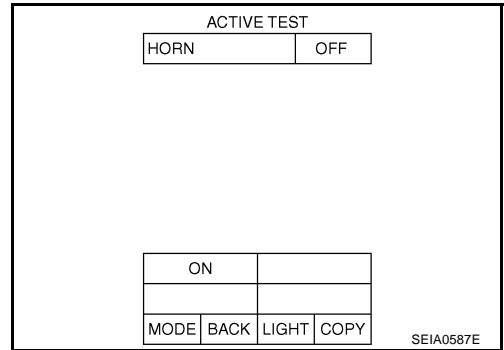 ACTIVE TEST
HORN OFF
ON
MODE BACK LIGHT COPY
SEIA0587E